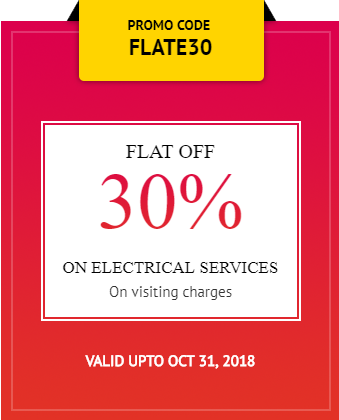 PROMO CODE
FLATE30
FLAT OFF
30%
ON ELECTRICAL SERVICES
On visiting charges
VALID UPTO OCT 31, 2018